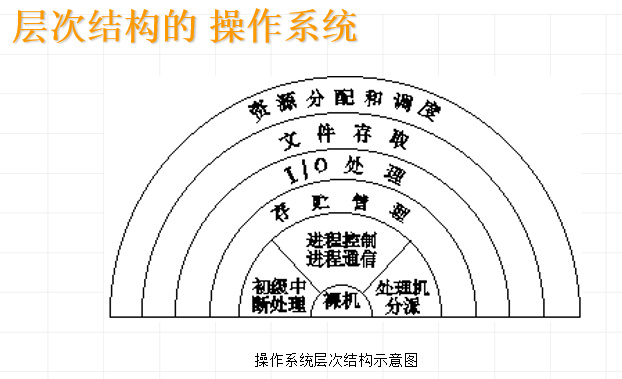 层次结构的 操作系统
资源分配和调度
文件存取
I/O处理
存贮管理
进程控制
进程通信
初级中
断处理
裸机
处理机
分派
操作系统层次结构示意图